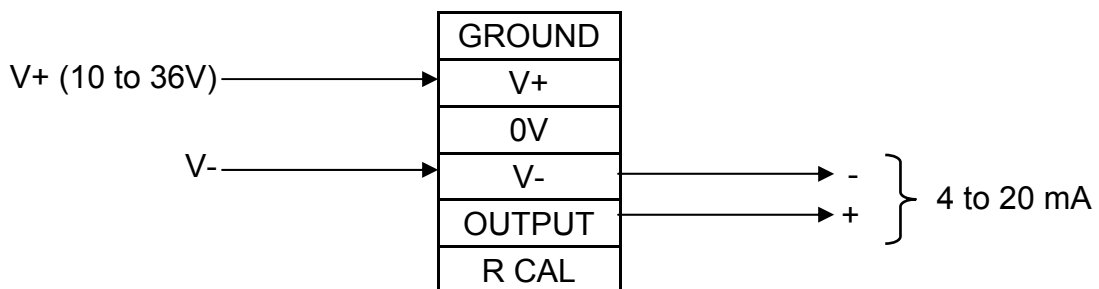 GROUND
V+ (10 to 36V)
V+
0V
V-
V-
-
OUTPUT
+
4 to 20 mA
R CAL